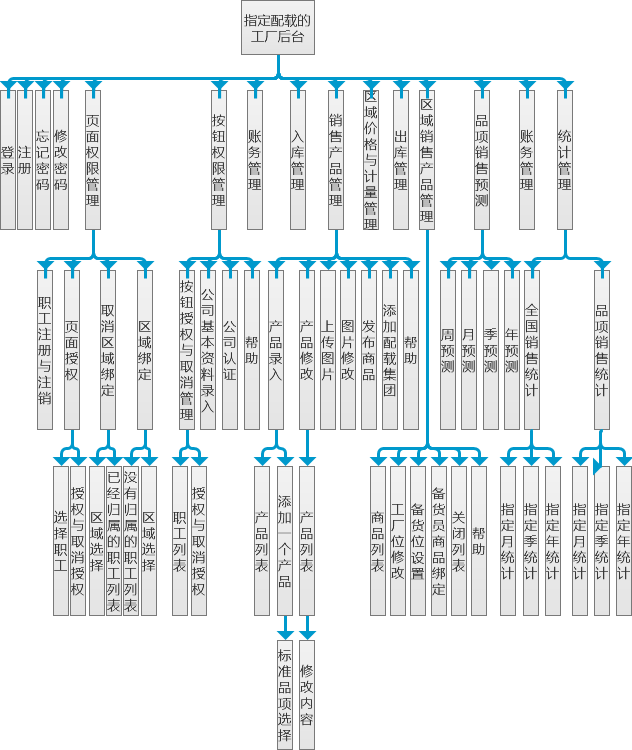 指定配载的
工厂后台
登录
注册
忘记密码
修改密码
页面权限管理
按钮权限管理
账务管理
入库管理
销售产品管理
区域价格与计量管理
出库管理
区域销售产品管理
品项销售预测
账务管理
统计管理
职工注册与注销
页面授权
取消区域绑定
区域绑定
按钮授权与取消管理
公司基本资料录入
公司认证
帮助
产品录入
产品修改
上传图片
图片修改
发布商品
添加配载集团
帮助
周预测
月预测
季预测
年预测
全国销售统计
品项销售统计
选择职工
授权与取消授权
区域选择
已经归属的职工列表
没有归属的职工列表
区域选择
职工列表
授权与取消授权
产品列表
添加一个产品
产品列表
商品列表
工厂位修改
备货位设置
备货员商品绑定
关闭列表
帮助
指定月统计
指定季统计
指定年统计
指定月统计
指定季统计
指定年统计
标准品项选择
修改内容